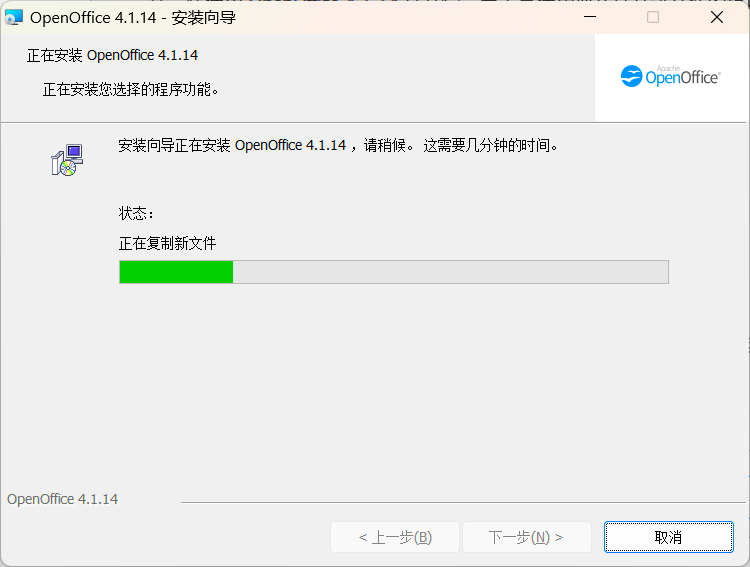 OpenOffice 4.1.14 - 安装向导
正在安装 OpenOffice 4.1.14
正在安装您选择的程序功能。
Apache
OpenOffice
安装向导正在安装 OpenOffice 4.1.14 ，请稍候。 这需要几分钟的时间。
状态：
正在复制新文件
OpenOffice 4.1.14
< 上一步(B)
下一步(N) >
取消